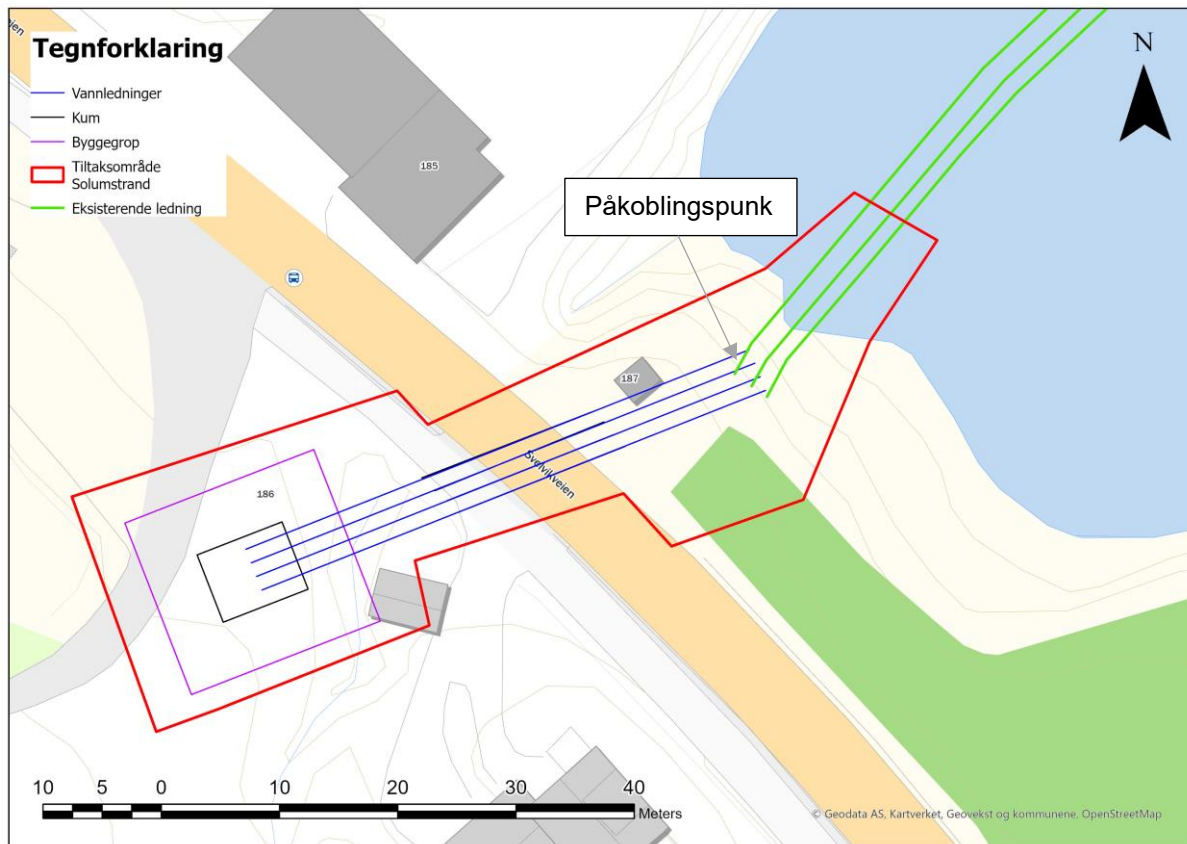 eien
Tegnforklaring
Vannledninger
Kum
Byggegrop
Tiltaksområde
Solumstrand
Eksisterende ledning
N
185
Påkoblingspunk
187
Svelvikveien
186
10 5 0 10 20 30 40
Meters
© Geodata AS, Kartverket, Geovekst og kommunene, OpenStreetMap